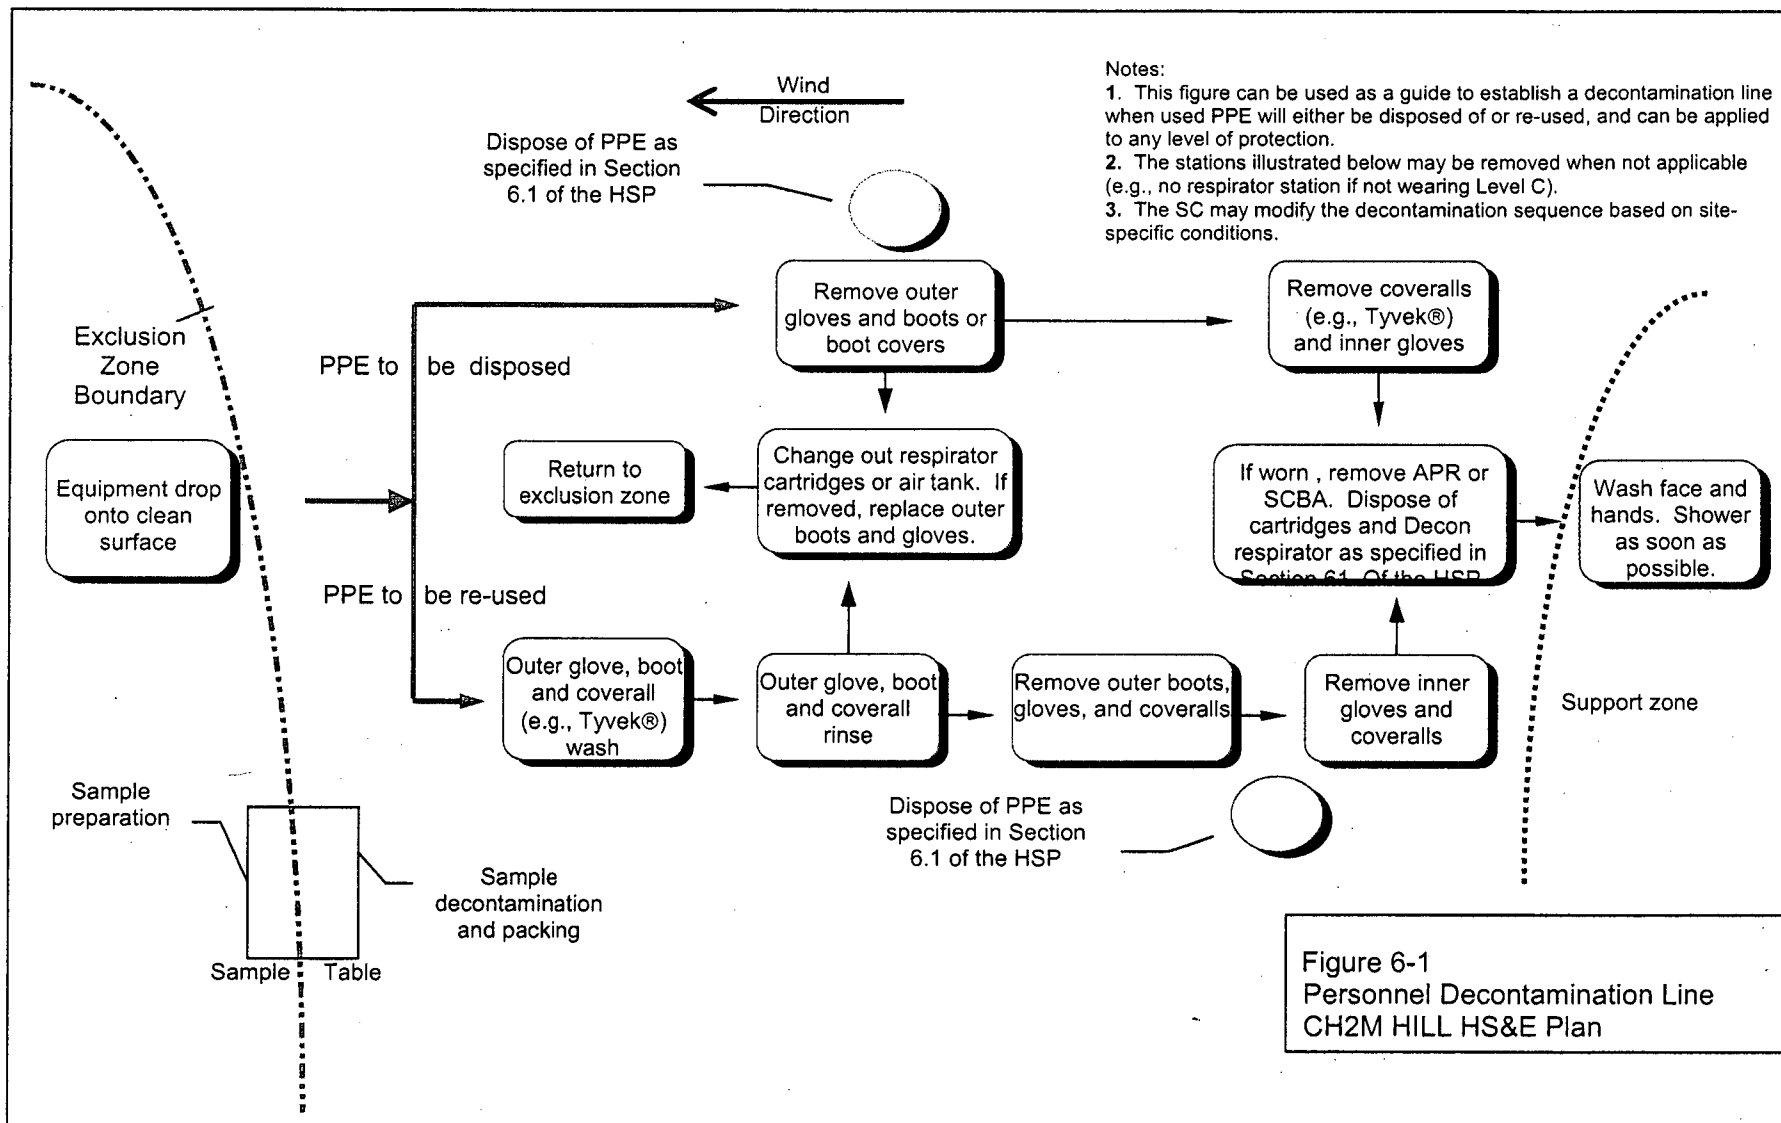 Wind
Direction
Notes:
1. This figure can be used as a guide to establish a decontamination line
when used PPE will either be disposed of or re-used, and can be applied
to any level of protection.
2. The stations illustrated below may be removed when not applicable
(e.g., no respirator station if not wearing Level C).
3. The SC may modify the decontamination sequence based on site-
specific conditions.
Dispose of PPE as
specified in Section
6.1 of the HSP
Exclusion
Zone
Boundary
PPE to be disposed
Remove outer
gloves and boots or
boot covers
Remove coveralls
(e.g., Tyvek®)
and inner gloves
Equipment drop
onto clean
surface
Return to
exclusion zone
Change out respirator
cartridges or air tank. If
removed, replace outer
boots and gloves.
If worn , remove APR or
SCBA. Dispose of
cartridges and Decon
respirator as specified in
Section 61. Of the HSP
Wash face and
hands. Shower
as soon as
possible.
PPE to be re-used
Outer glove, boot
and coverall
(e.g., Tyvek®)
wash
Outer glove, boot
and coverall
rinse
Remove outer boots,
gloves, and coveralls
Remove inner
gloves and
coveralls
Support zone
Sample
preparation
Sample
decontamination
and packing
Sample Table
Dispose of PPE as
specified in Section
6.1 of the HSP
Figure 6-1
Personnel Decontamination Line
CH2M HILL HS&E Plan